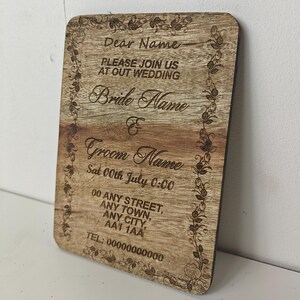 Dear Name
PLEASE JOIN US
AT OUT WEDDING
Bride Name
&
Groom Name
Sat 00th July 0:00
00 ANY STREET,
ANY TOWN,
ANY CITY,
AA1 1AA
TEL: 00000000000